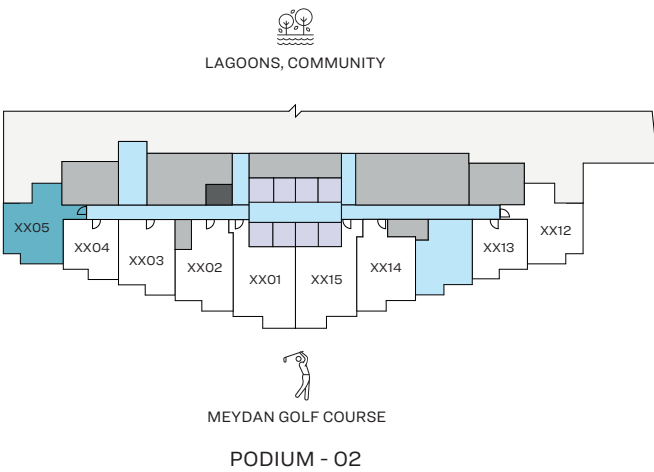 LAGOONS, COMMUNITY
XX05
XX04
XX03
XX02
XX01
XX15
XX14
XX13
XX12
MEYDAN GOLF COURSE
PODIUM - 02